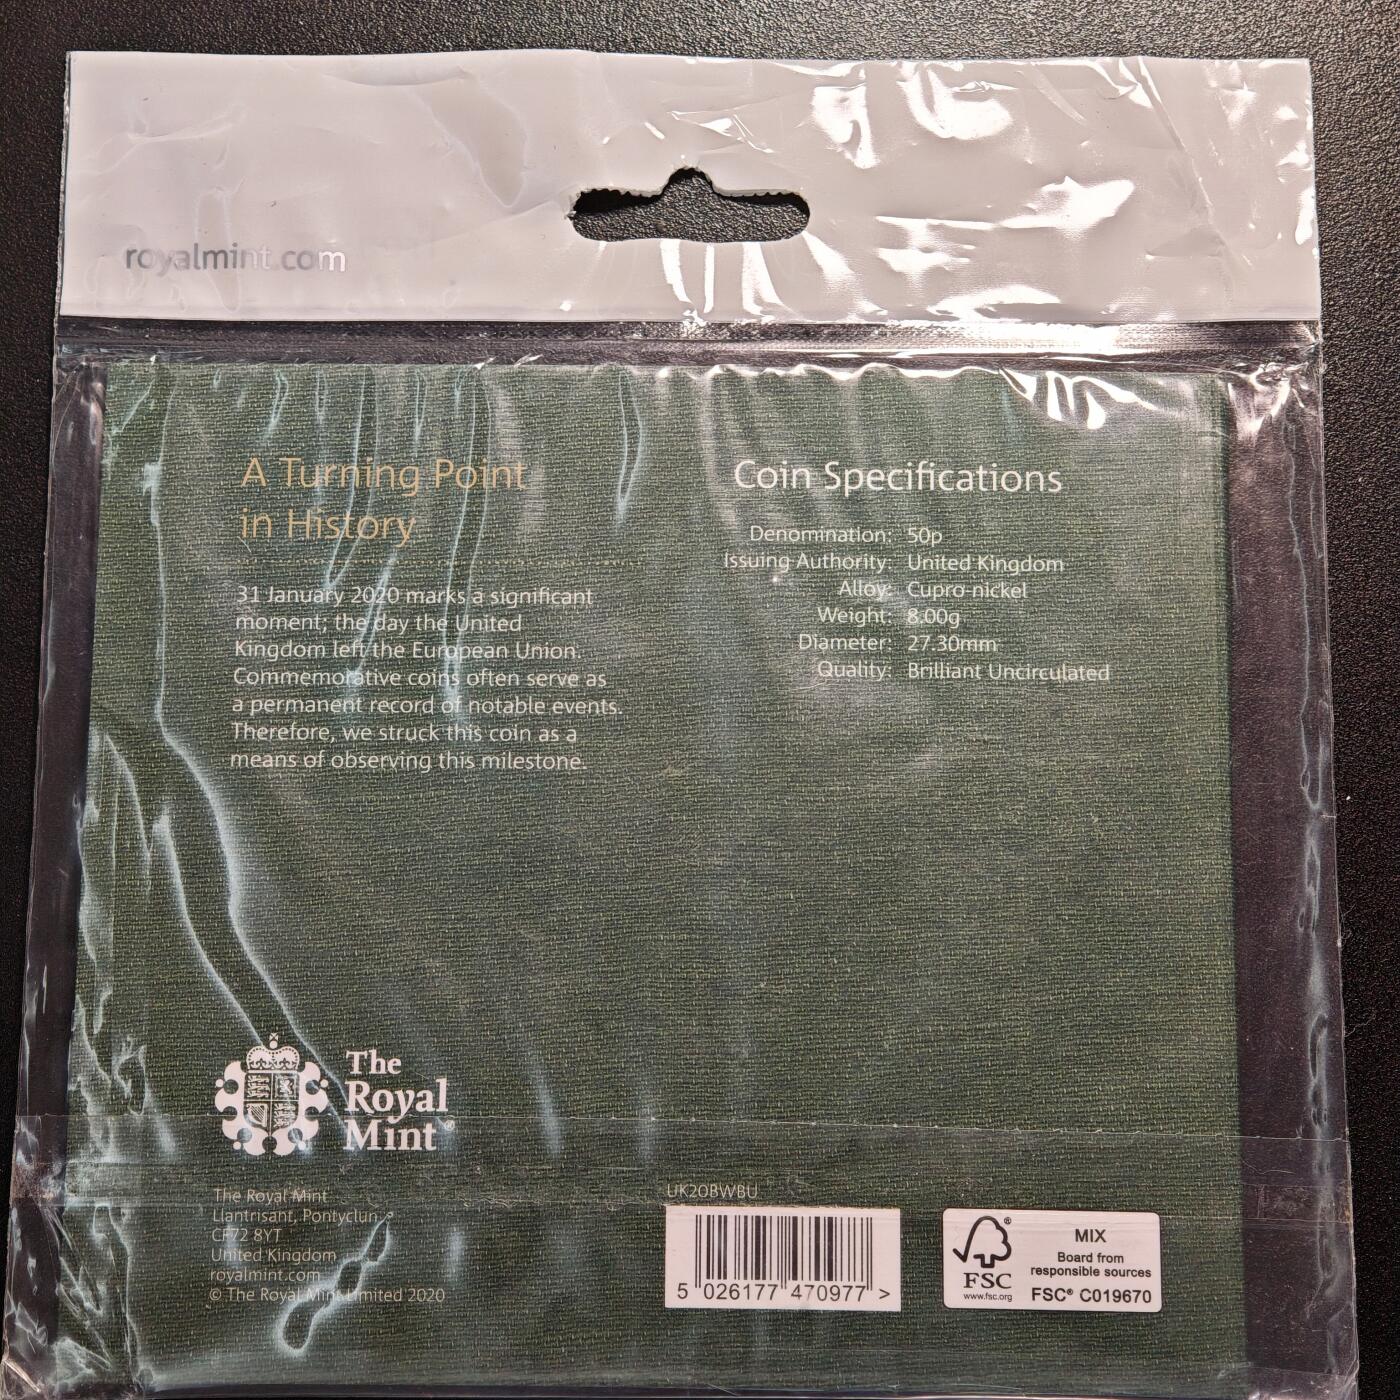 royalmint.com
A Turning Point
in History
31 January 2020 marks a significant
moment; the day the United
Kingdom left the European Union.
Commemorative coins often serve as
a permanent record of notable events.
Therefore, we struck this coin as a
means of observing this milestone.
Coin Specifications
Denomination: 50p
Issuing Authority: United Kingdom
Alloy: Cupro-nickel
Weight: 8.00g
Diameter: 27.30mm
Quality: Brilliant Uncirculated
The
Royal
Mint®
The Royal Mint
Llantrisant, Pontyclun
CF72 8YT
United Kingdom
royalmint.com
© The Royal Mint Limited 2020
UK20BWBU
5 026177 470977 >
®
FSC
www.fsc.org
MIX
Board from
responsible sources
FSC® C019670